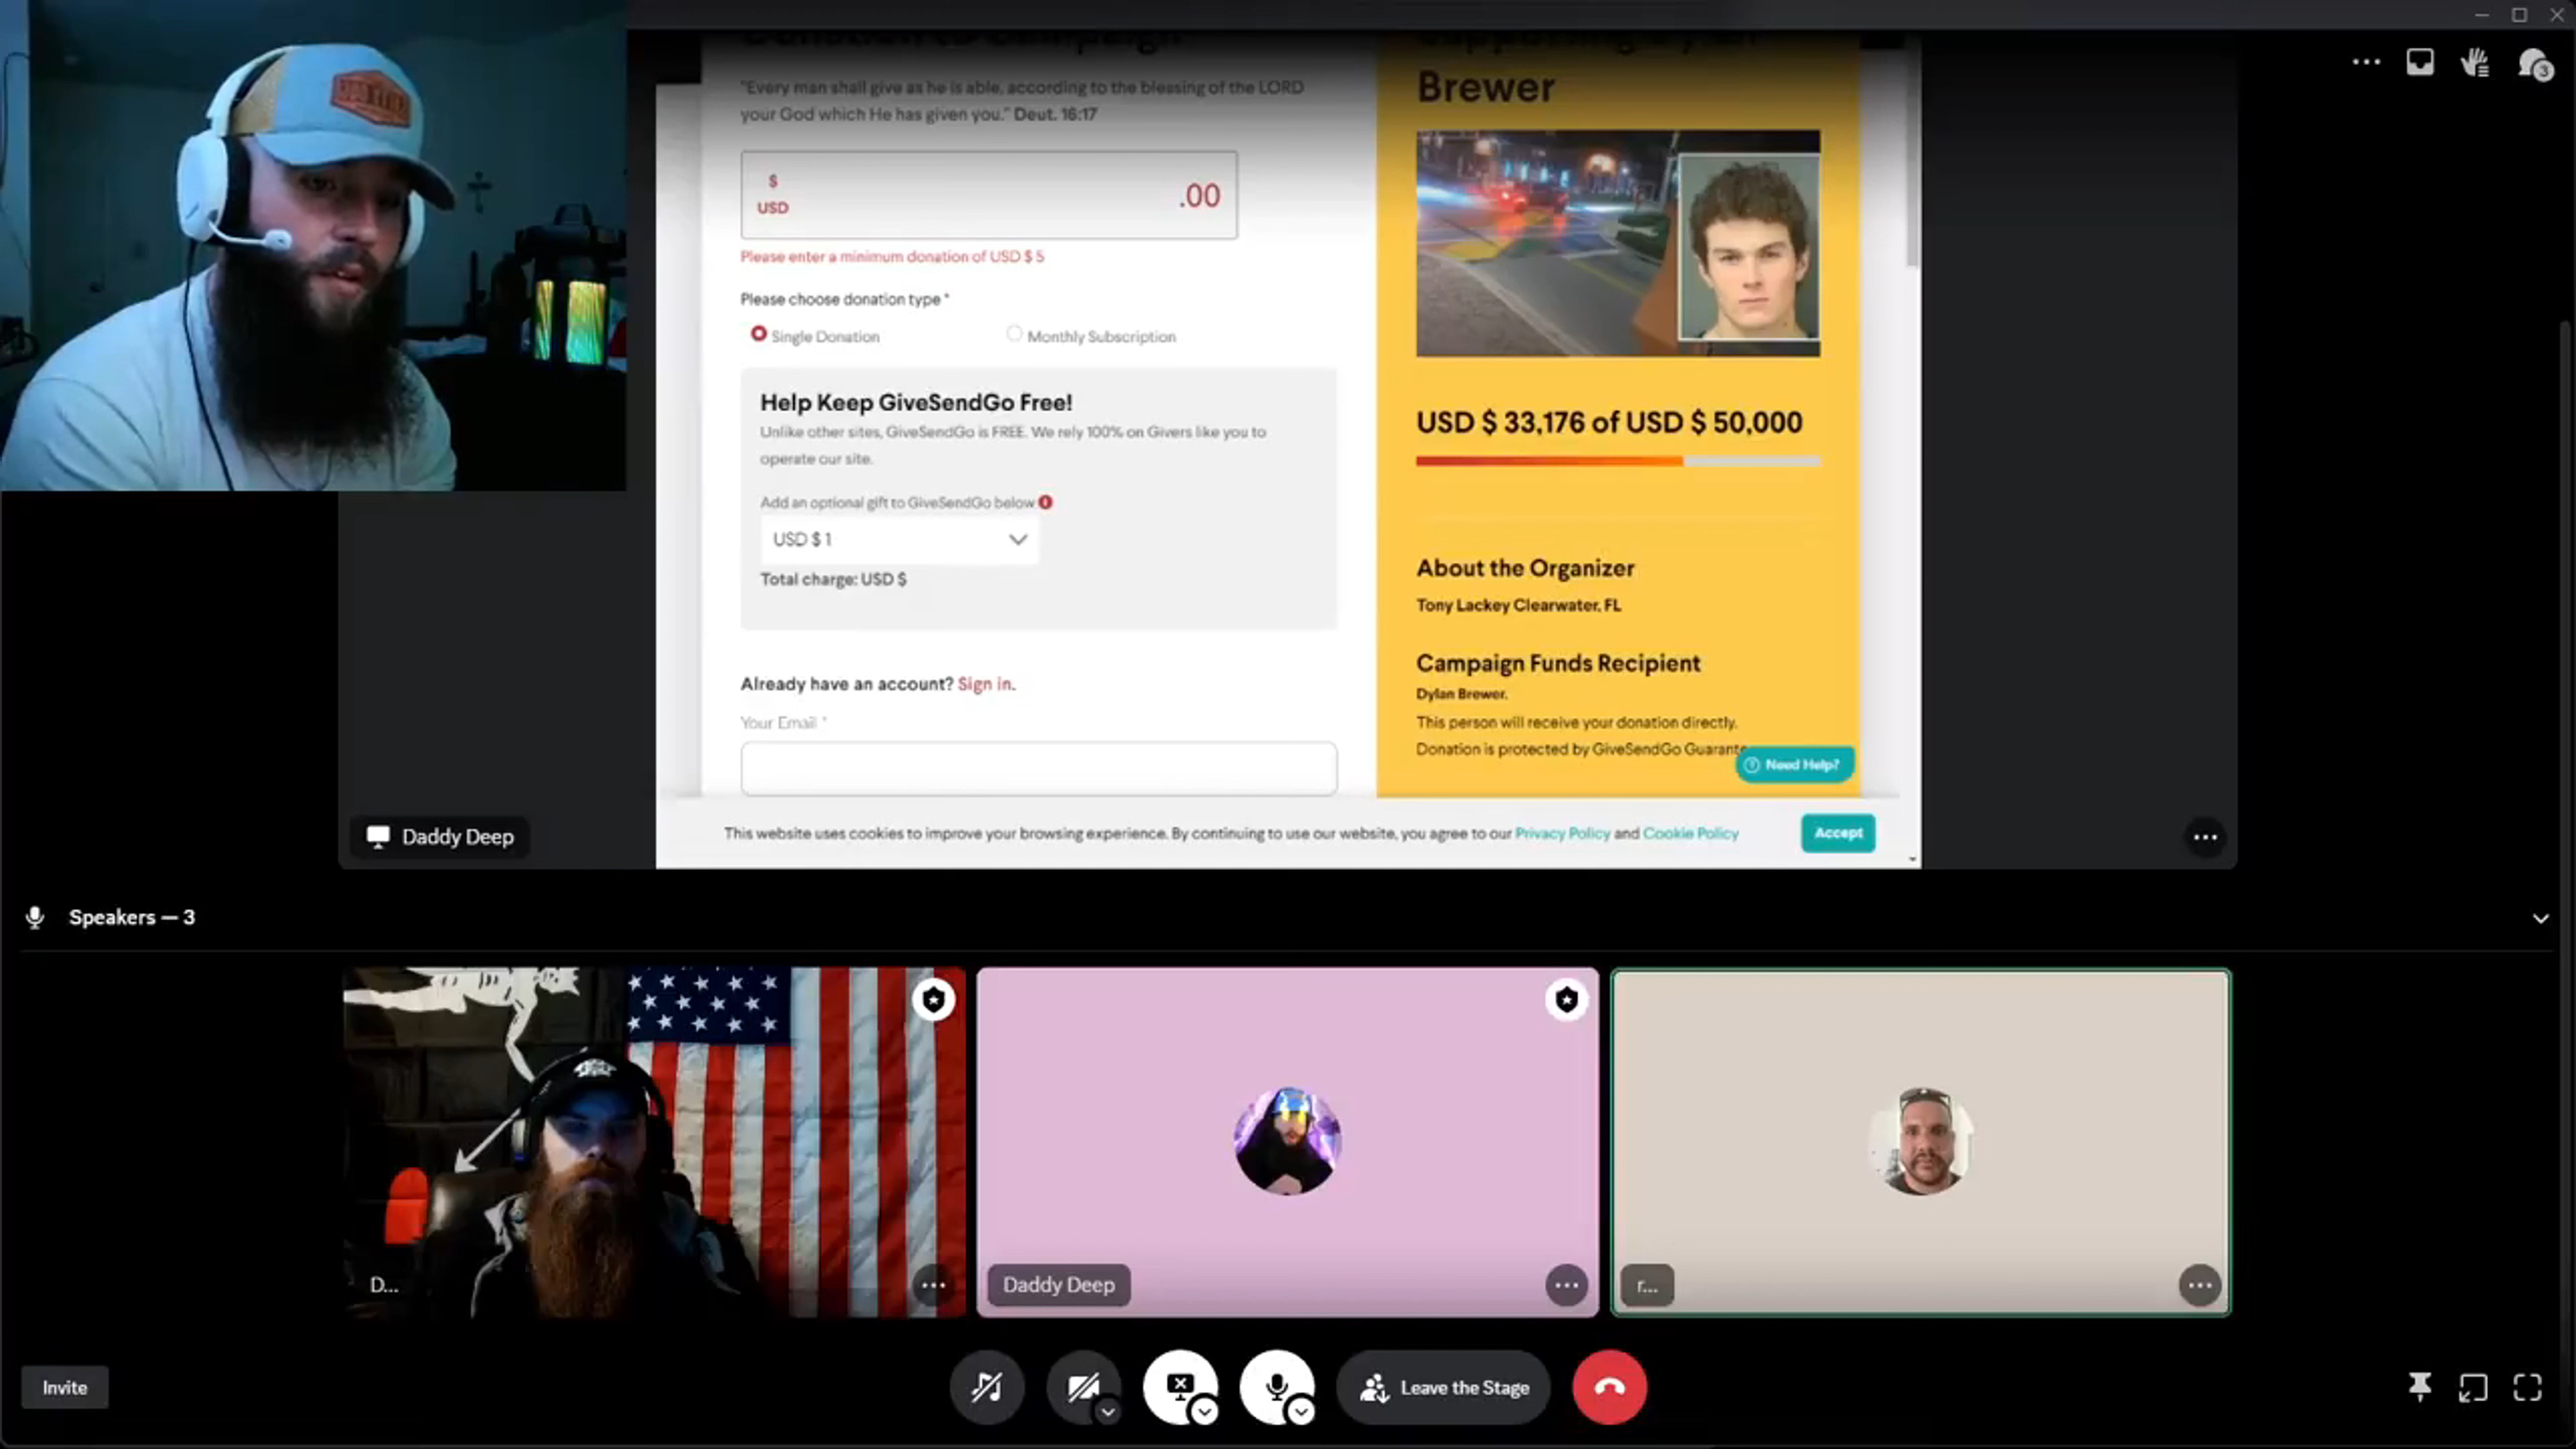 Brewer
"Every man shall give as he is able, according to the blessing of the LORD
your God which He has given you." Deut. 16:17
$
USD
.00
Please enter a minimum donation of USD $ 5
Please choose donation type *
Single Donation
Monthly Subscription
Help Keep GiveSendGo Free!
Unlike other sites, GiveSendGo is FREE. We rely 100% on Givers like you to
operate our site.
Add an optional gift to GiveSendGo below
USD $ 1
Total charge: USD $
Already have an account? Sign in.
Your Email *
USD $ 33,176 of USD $ 50,000
About the Organizer
Tony Lackey Clearwater, FL
Campaign Funds Recipient
Dylan Brewer.
This person will receive your donation directly.
Donation is protected by GiveSendGo Guarante
Need Help?
This website uses cookies to improve your browsing experience. By continuing to use our website, you agree to our Privacy Policy and Cookie Policy
Accept
3
Daddy Deep
Speakers — 3
D...
Daddy Deep
r...
Invite
Leave the Stage